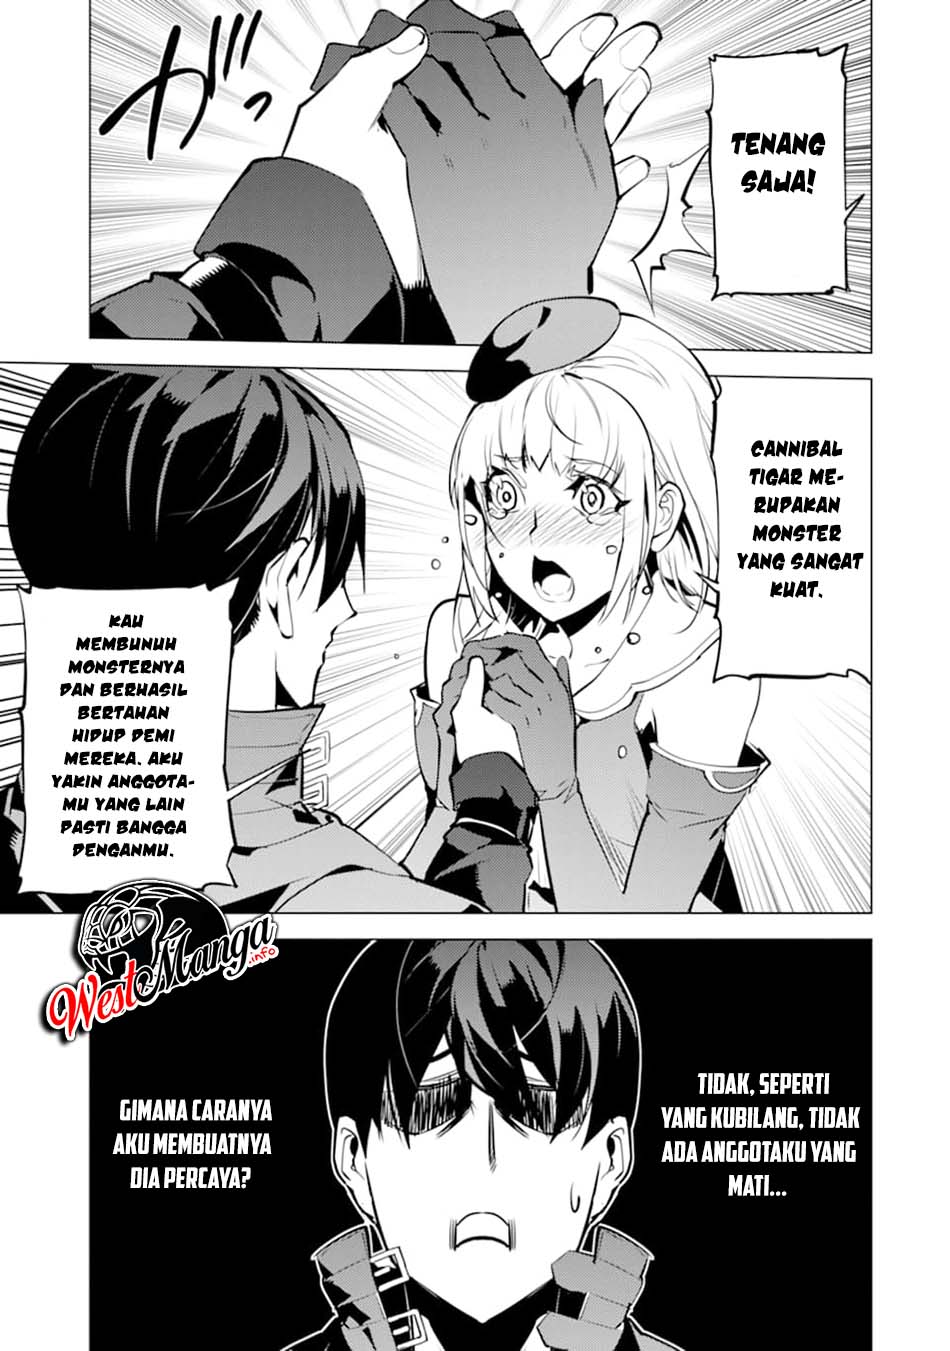 ガッ
TENANG
SAJA!
CANNIBAL
TIGAR ME-
RUPAKAN
MONSTER
YANG SANGAT
KUAT.
KAU
MEMBUNUH
MONSTERNYA
DAN BERHASIL
BERTAHAN
HIDUP DEMI
MEREKA. AKU
YAKIN ANGGOTA-
MU YANG LAIN
PASTI BANGGA
DENGANMU.
WestManga
.info
TIDAK, SEPERTI
YANG KUBILANG, TIDAK
ADA ANGGOTAKU YANG
MATI...
GIMANA CARANYA
AKU MEMBUATNYA
DIA PERCAYA?